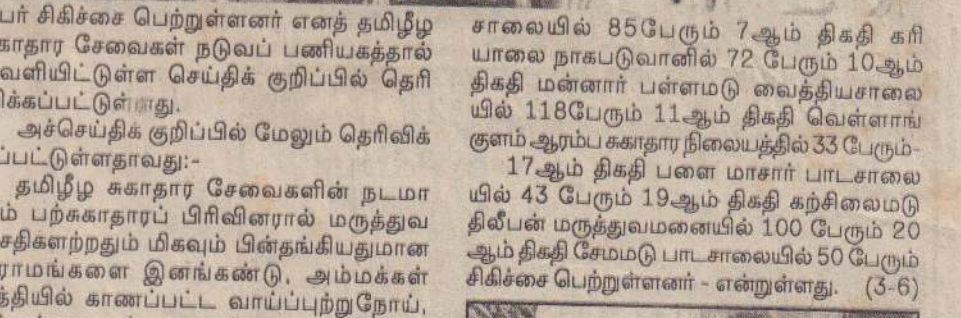 பர் சிகிச்சை பெற்றுள்ளனர் எனத் தமிழீழ
காதார சேவைகள் நடுவப் பணியகத்தால்
வளியிட்டுள்ள செய்திக் குறிப்பில் தெரி
க்கப்பட்டுள்ளது.
அச்செய்திக் குறிப்பில் மேலும் தெரிவிக்
ப்பட்டுள்ளதாவது:-
தமிழீழ சுகாதார சேவைகளின் நடமா
ம் பற்சுகாதாரப் பிரிவினரால் மருத்துவ
சதிகளற்றதும் மிகவும் பின்தங்கியதுமான
ராமங்களை இனங்கண்டு, அம்மக்கள்
த்தியில் காணப்பட்ட வாய்ப்புற்றுநோய்,
சாலையில் 85பேரும் 7ஆம் திகதி கரி
யாலை நாகபடுவானில் 72 பேரும் 10ஆம்
திகதி மன்னார் பள்ளமடு வைத்தியசாலை
யில் 118பேரும் 11ஆம் திகதி வெள்ளாங்
குளம் ஆரம்ப சுகாதார நிலையத்தில் 33 பேரும்-
17ஆம் திகதி பளை மாசார் பாடசாலை
யில் 43 பேரும் 19ஆம் திகதி கற்சிலைமடு
திலீபன் மருத்துவமனையில் 100 பேரும் 20
ஆம் திகதி சேமமடு பாடசாலையில் 50 பேரும்
சிகிச்சை பெற்றுள்ளனர் - என்றுள்ளது. (3-6)